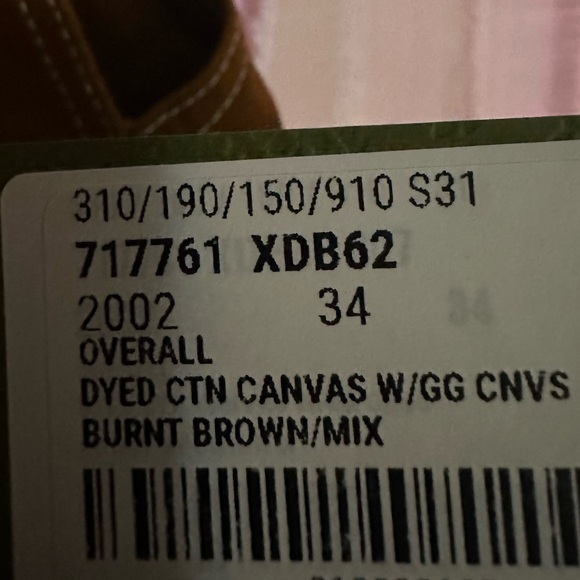 310/190/150/910 S31
717761 XDB62
2002 34
OVERALL
DYED CTN CANVAS W/GG CNVS
BURNT BROWN/MIX